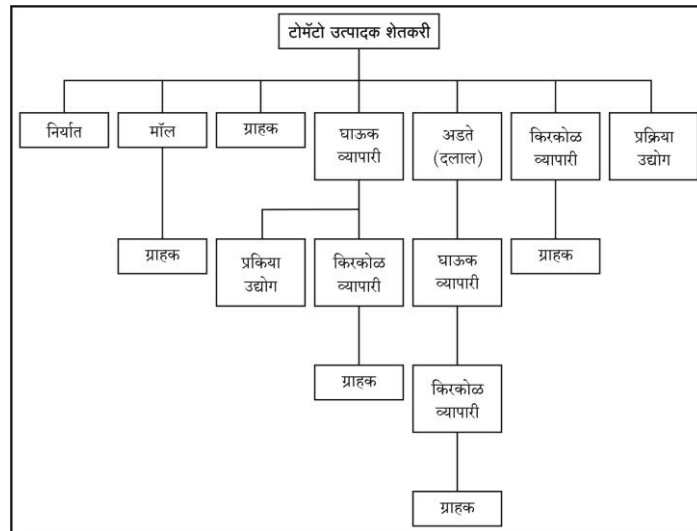 टोमॅटो उत्पादक शेतकरी
निर्यात
मॉल
ग्राहक
घाऊक
व्यापारी
अडते
(दलाल)
किरकोळ
व्यापारी
प्रक्रिया
उद्योग
ग्राहक
प्रकिया
उद्योग
किरकोळ
व्यापारी
घाऊक
व्यापारी
ग्राहक
ग्राहक
किरकोळ
व्यापारी
ग्राहक